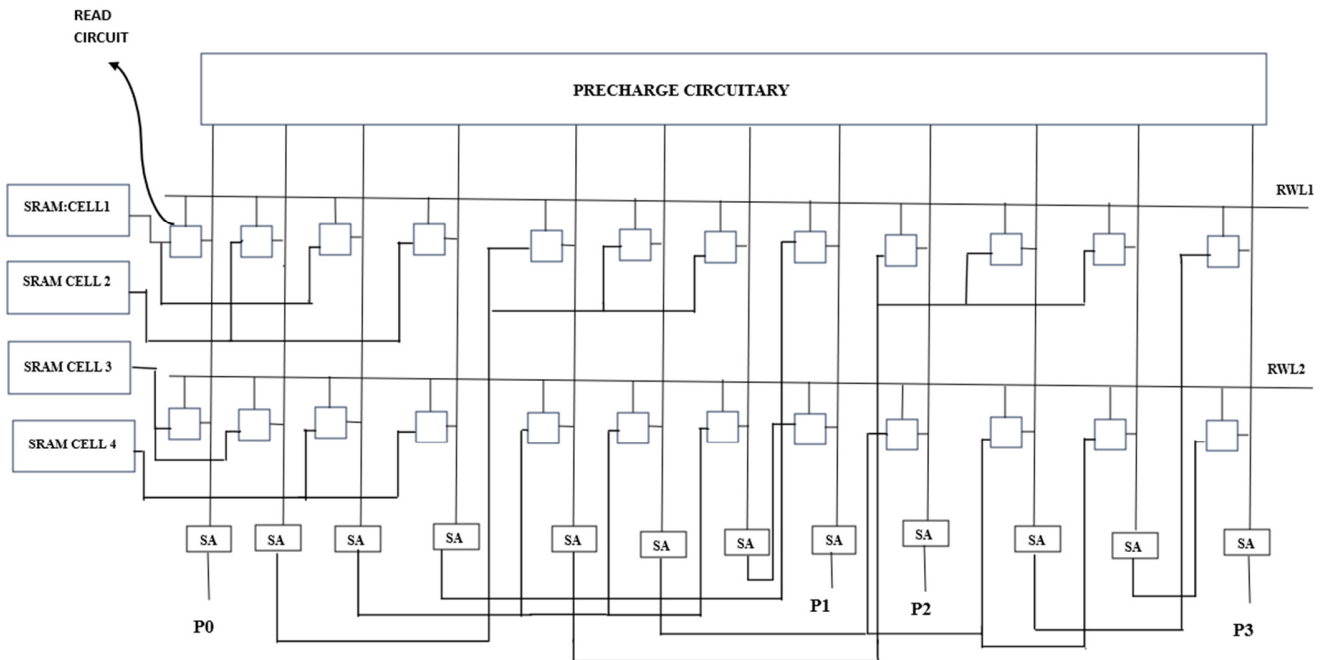 READ
CIRCUIT
PRECHARGE CIRCUITARY
RWL1
SRAM:CELL1
SRAM CELL 2
SRAM CELL 3
RWL2
SRAM CELL 4
SA SA SA SA SA SA SA SA SA SA SA SA
P0 P1 P2 P3